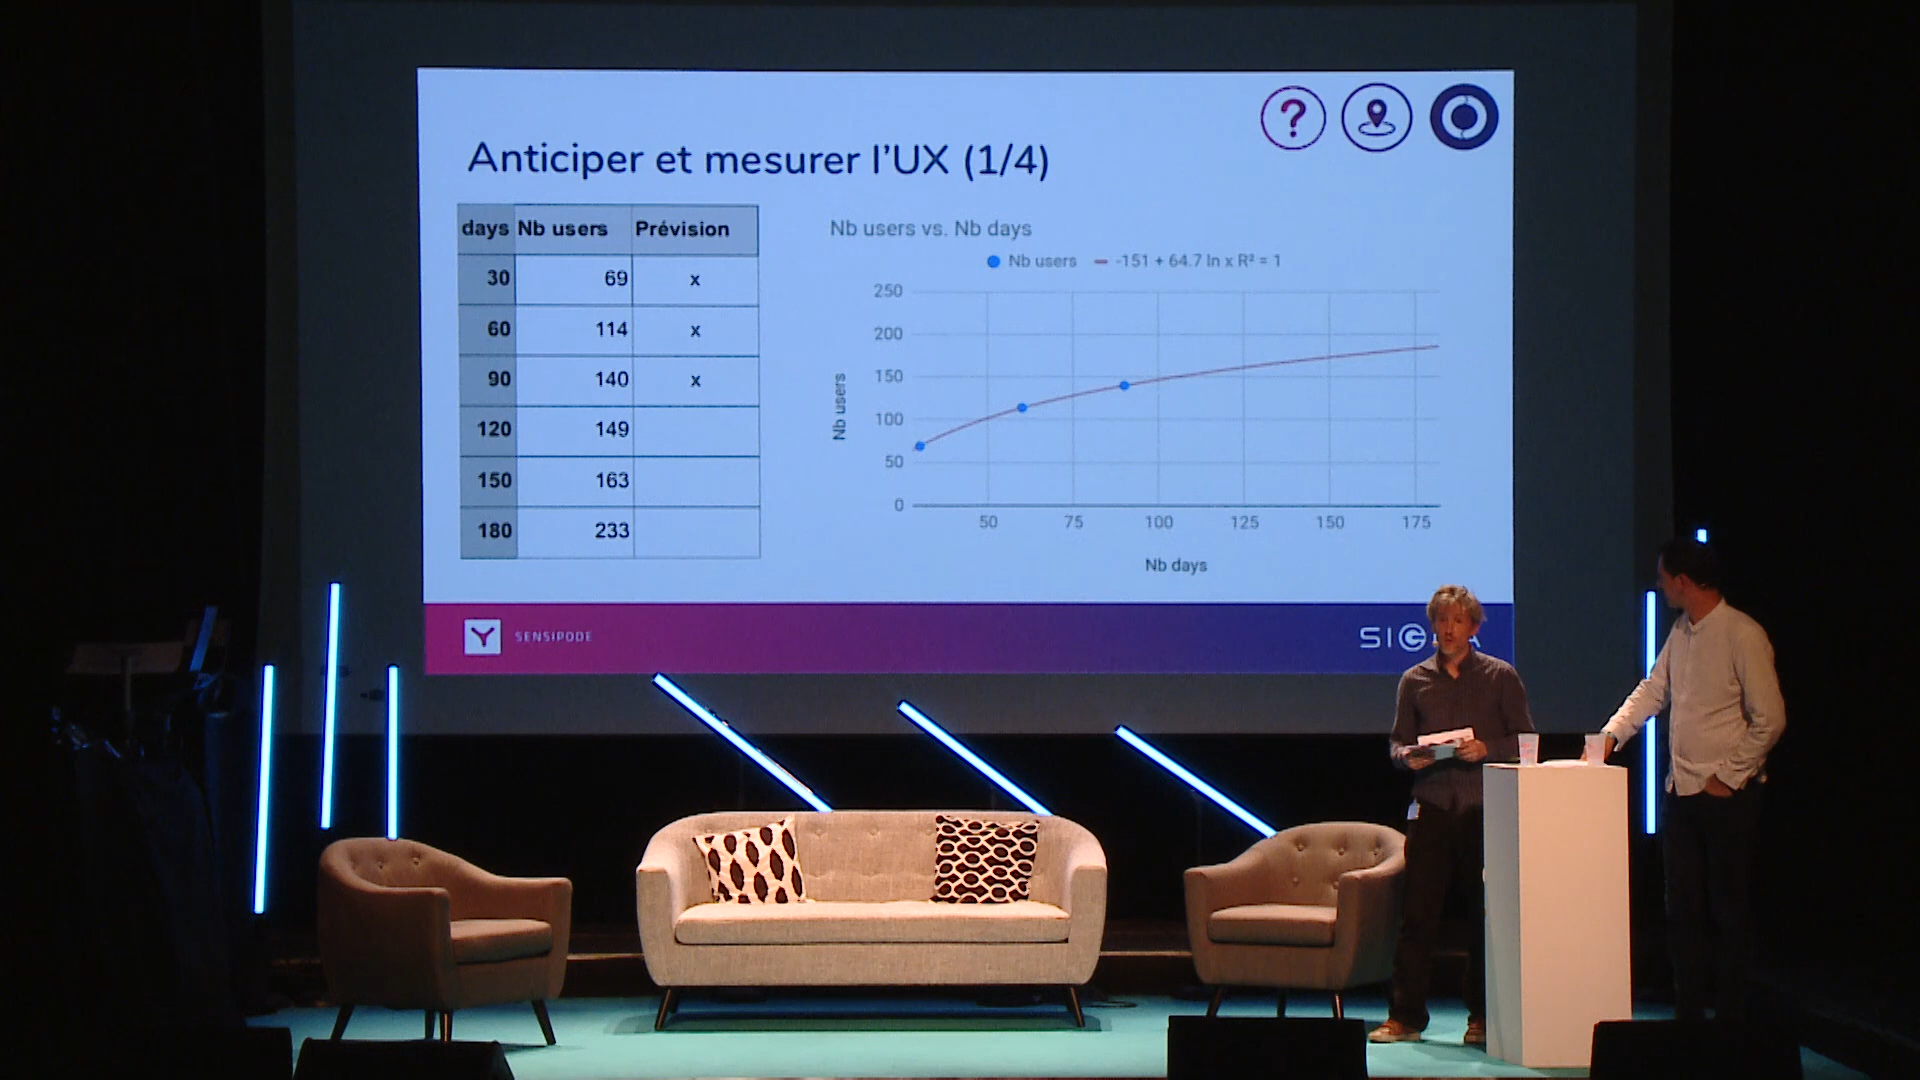 ?
Anticiper et mesurer l'UX (1/4)
days Nb users Prévision
30 69 x
60 114 x
90 140 x
120 149
150 163
180 233
Nb users vs. Nb days
Nb users -151 + 64.7 ln x R² = 1
250
200
150
100
50
0
Nb users
50 75 100 125 150 175
Nb days
SENSIPODE